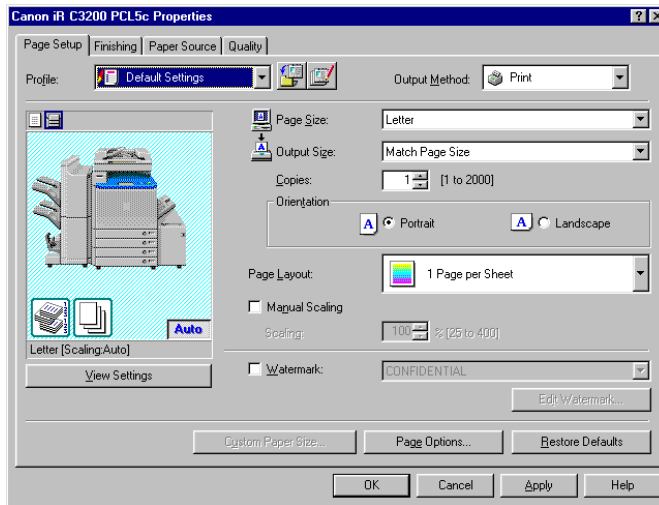 Canon iR C3200 PCL5c Properties
Page Setup Finishing Paper Source Quality
Profile: Default Settings Output Method: Print
Page Size: Letter
Output Size: Match Page Size
Copies: 1 [1 to 2000]
Orientation
A Portrait A Landscape
Page Layout: 1 Page per Sheet
Manual Scaling
Auto
Scaling: 100 % [25 to 400]
Letter [Scaling:Auto]
View Settings
Watermark: CONFIDENTIAL
Edit Watermark...
Custom Paper Size... Page Options... Restore Defaults
OK Cancel Apply Help